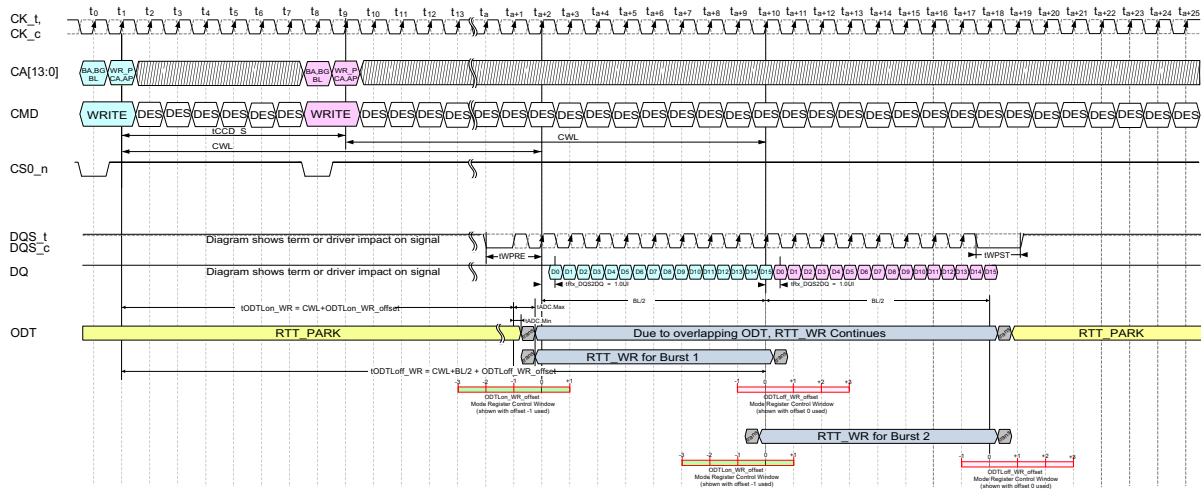 t0 t1 t2 t3 t4 t5 t6 t7 t8 t9 t10 t11 t12 t13 ta ta+1 ta+2 ta+3 ta+4 ta+5 ta+6 ta+7 ta+8 ta+9 ta+10 ta+11 ta+12 ta+13 ta+14 ta+15 ta+16 ta+17 ta+18 ta+19 ta+20 ta+21 ta+22 ta+23 ta+24 ta+25
CK_t,
CK_c
CA[13:0]
BA,BG WR_P BA,BG WR_P
BL CA,AP BL CA,AP
CMD WRITE DES DES DES DES DES DES WRITE DES DES DES DES DES DES DES DES DES DES DES DES DES DES DES DES DES DES DES DES DES DES DES DES DES DES DES DES DES
tCCD_S
CWL
CWL
CS0_n
DQS_t
DQS_c
Diagram shows term or driver impact on signal
tWPRE
tWPST
DQ Diagram shows term or driver impact on signal D0 D1 D2 D3 D4 D5 D6 D7 D8 D9 D10 D11 D12 D13 D14 D15 D0 D1 D2 D3 D4 D5 D6 D7 D8 D9 D10 D11 D12 D13 D14 D15
tRx_DQS2DQ = 1.0UI tRx_DQS2DQ = 1.0UI
BL/2 BL/2
tODTLon_WR = CWL+ODTLon_WR_offset tADC.Max
tADC.Min
ODT RTT_PARK trans Due to overlapping ODT, RTT_WR Continues trans RTT_PARK
trans RTT_WR for Burst 1 trans
tODTLoff_WR = CWL+BL/2 + ODTLoff_WR_offset
-3 -2 -1 0 +1 -1 0 +1 +2 +3
ODTLon_WR_offset
Mode Register Control Window
(shown with offset -1 used)
ODTLoff_WR_offset
Mode Register Control Window
(shown with offset 0 used)
trans RTT_WR for Burst 2 trans
-3 -2 -1 0 +1 -1 0 +1 +2 +3
ODTLon_WR_offset
Mode Register Control Window
(shown with offset -1 used)
ODTLoff_WR_offset
Mode Register Control Window
(shown with offset 0 used)